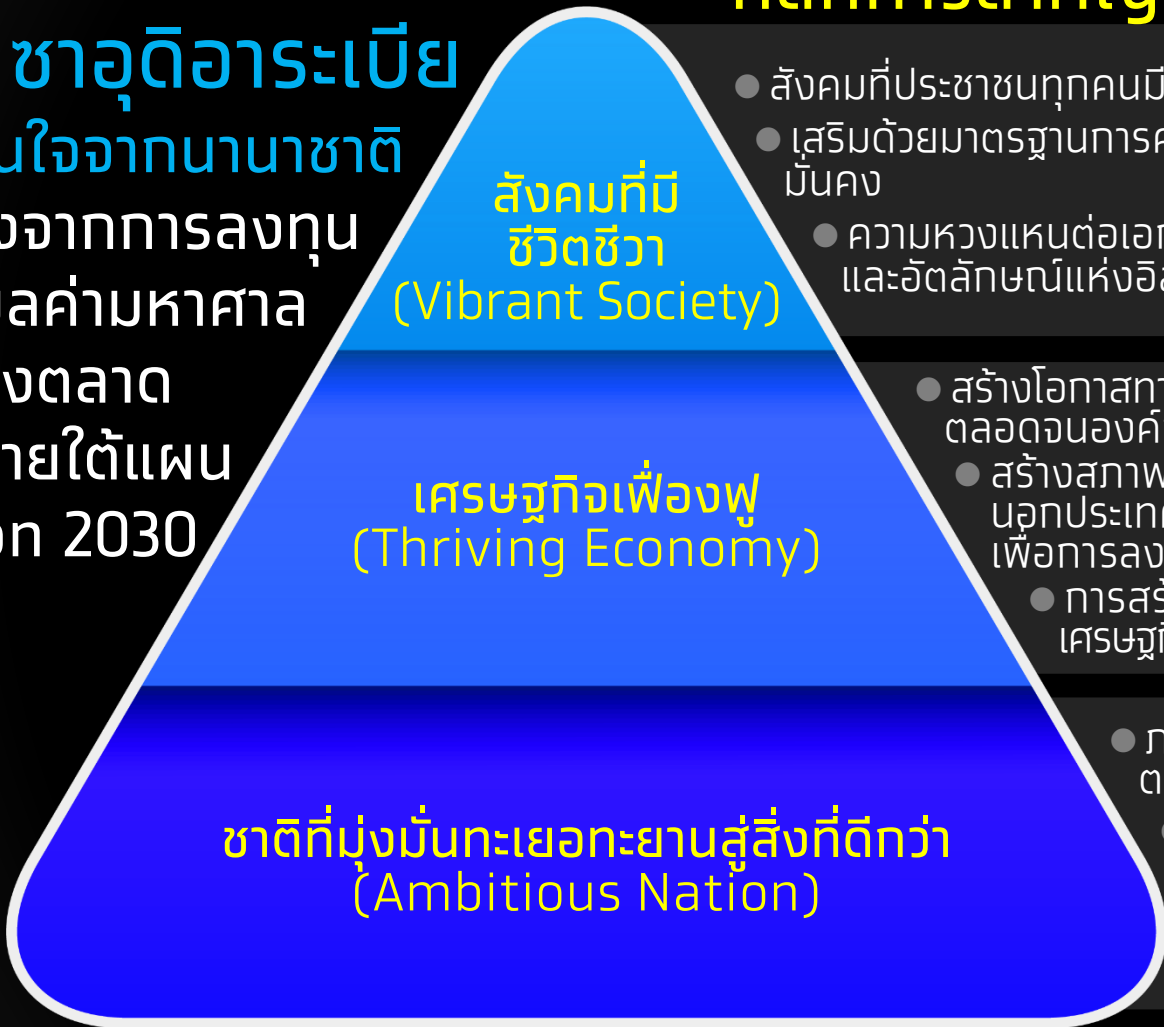 ซาอุดิอาระเบีย
นใจจากนานาชาติ
งจากการลงทุน
ูลค่ามหาศาล
งตลาด
ายใต้แผน
on 2030
สังคมที่มี
ชีวิตชีวา
(Vibrant Society)
เศรษฐกิจเฟื่องฟู
(Thriving Economy)
ชาติที่มุ่งมั่นทะเยอทะยานสู่สิ่งที่ดีกว่า
(Ambitious Nation)
● สังคมที่ประชาชนทุกคนมี
● เสริมด้วยมาตรฐานการค
มั่นคง
● ความหวงแหนต่อเอก
และอัตลักษณ์แห่งอิส
● สร้างโอกาสทา
ตลอดจนองค์
● สร้างสภาพ
นอกประเท
เพื่อการลง
● การสร้
เศรษฐกิ
● ภ
ต